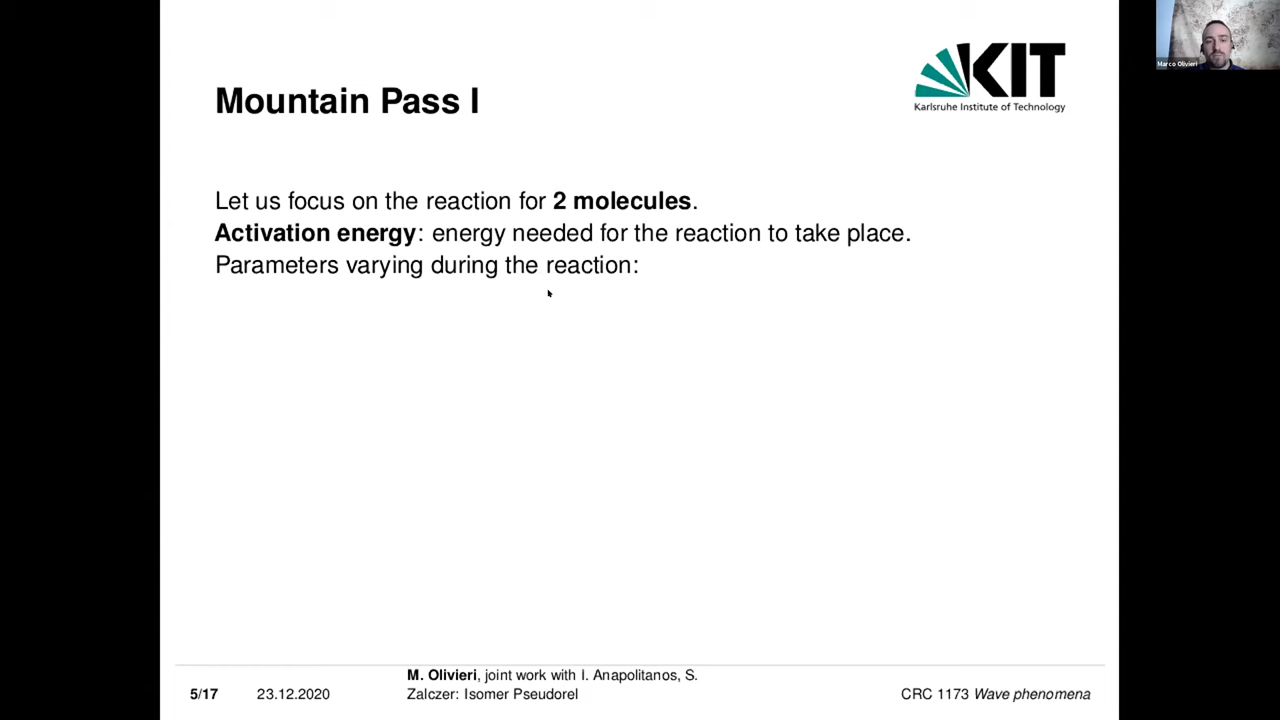 Marco Olivieri
KIT
Karlsruhe Institute of Technology
Mountain Pass I
Let us focus on the reaction for 2 molecules.
Activation energy: energy needed for the reaction to take place.
Parameters varying during the reaction:
M. Olivieri, joint work with I. Anapolitanos, S.
5/17 23.12.2020 Zalczer: Isomer Pseudorel CRC 1173 Wave phenomena